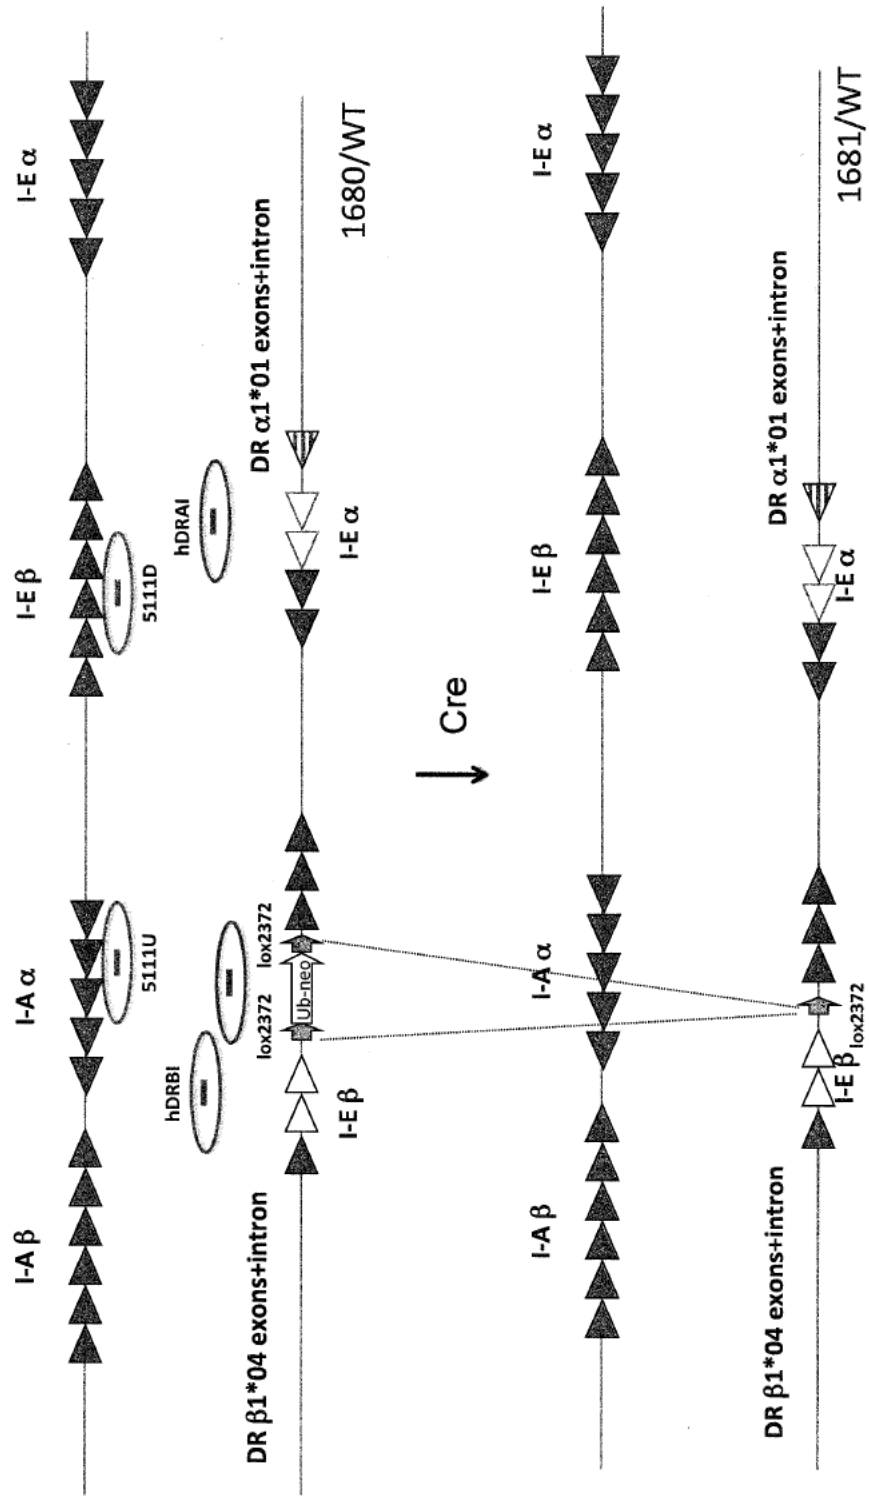 I-A β
I-A α
I-E β
I-E α
5111U
5111D
hDRBI
hDRAI
lox2372
lox2372
Ub-neo
DR β1*04 exons+intron
I-E β
I-E α
DR α1*01 exons+intron
1680/WT
Cre
I-A β
I-A α
I-E β
I-E α
DR β1*04 exons+intron
I-E β
lox2372
I-E α
DR α1*01 exons+intron
1681/WT